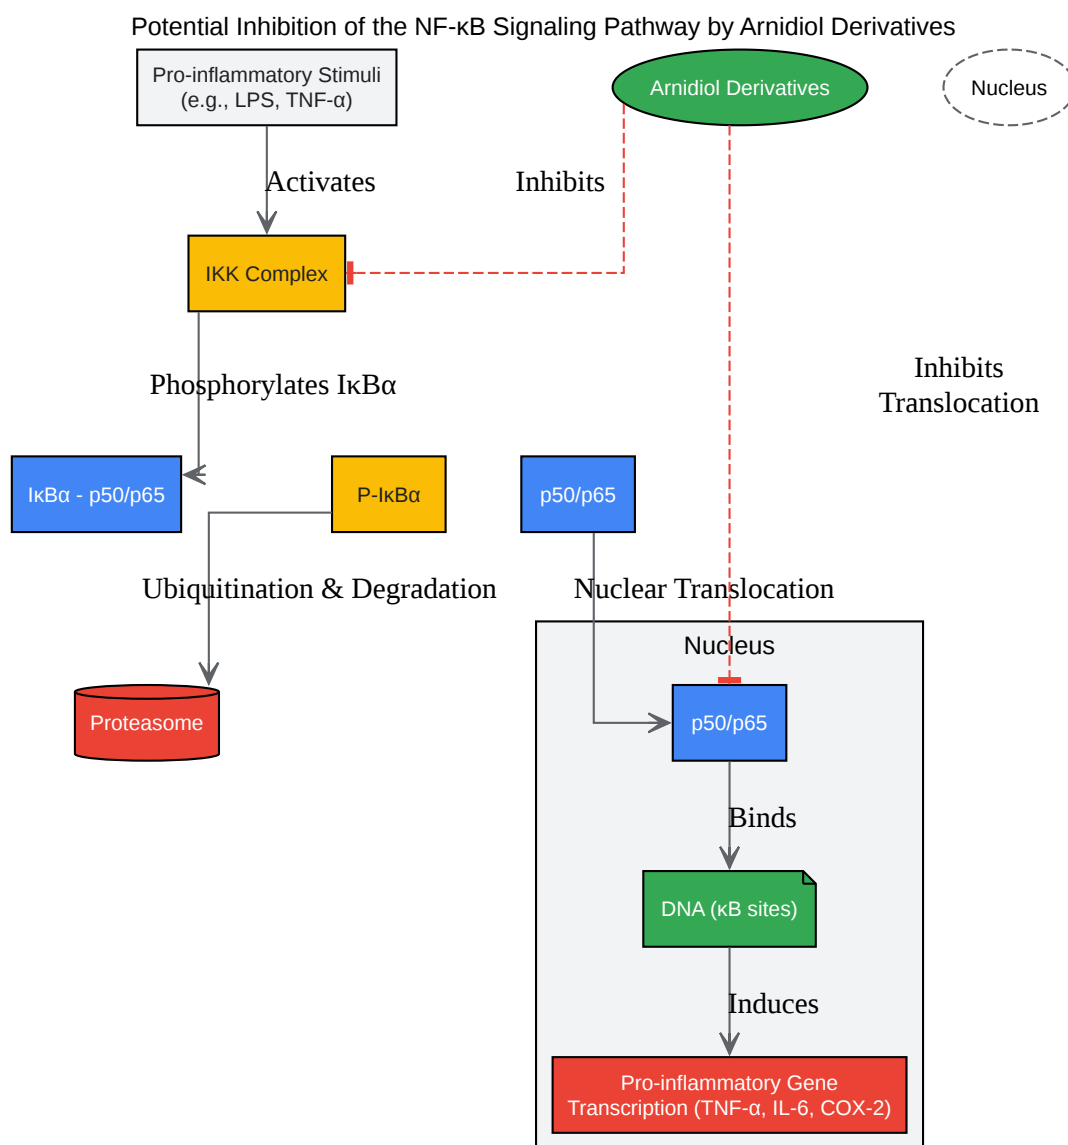 Potential Inhibition of the NF-κB Signaling Pathway by Arnidiol Derivatives
Pro-inflammatory Stimuli
(e.g., LPS, TNF-α)
Arnidiol Derivatives
Nucleus
Activates
Inhibits
IKK Complex
Inhibits
Translocation
Phosphorylates IκBα
IκBα - p50/p65
P-IκBα
p50/p65
Ubiquitination & Degradation
Nuclear Translocation
Nucleus
Proteasome
p50/p65
Binds
DNA (κB sites)
Induces
Pro-inflammatory Gene
Transcription (TNF-α, IL-6, COX-2)